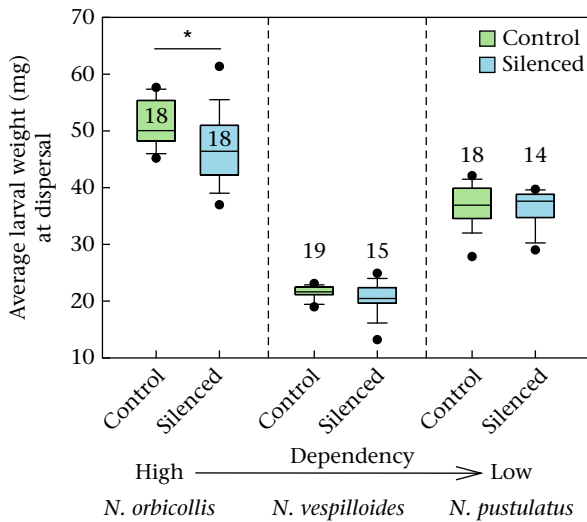 70
60
50
40
30
20
10
Average larval weight (mg)
at dispersal
*
Control
Silenced
18
18
19
15
18
14
Control
Silenced
Control
Silenced
Control
Silenced
Dependency
High
Low
N. orbicollis
N. vespilloides
N. pustulatus